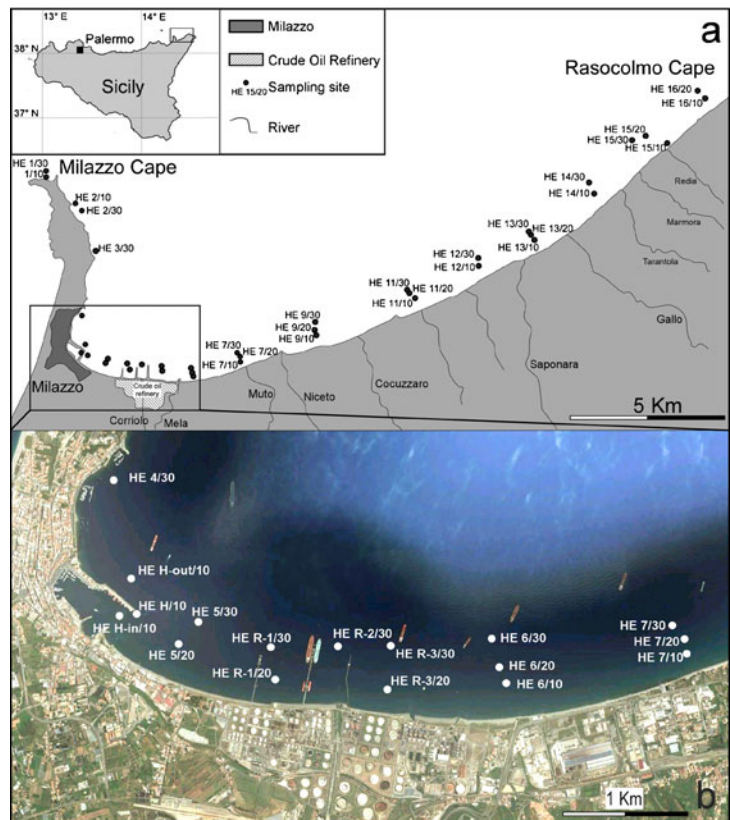 13° E
14° E
Palermo
38° N
Sicily
37° N
Milazzo
Crude Oil Refinery
HE 15/20
Sampling site
River
a
Rasocolmo Cape
HE 16/20
HE 16/10
HE 15/20
HE 15/30
HE 15/10
HE 14/30
HE 14/10
HE 13/30
HE 13/20
HE 13/10
HE 12/30
HE 12/10
HE 11/30
HE 11/20
HE 11/10
HE 9/30
HE 9/20
HE 9/10
HE 7/30
HE 7/20
HE 7/10
HE 1/30
1/10
Milazzo Cape
HE 2/10
HE 2/30
HE 3/30
Redia
Marmora
Tarantola
Gallo
Saponara
Cocuzzaro
Niceto
Muto
Milazzo
Crude oil
refinery
Corriolo
Mela
5 Km
HE 4/30
HE H-out/10
HE H/10
HE H-in/10
HE 5/30
HE 5/20
HE R-1/30
HE R-1/20
HE R-2/30
HE R-3/30
HE R-3/20
HE 6/30
HE 6/20
HE 6/10
HE 7/30
HE 7/20
HE 7/10
1 Km
b